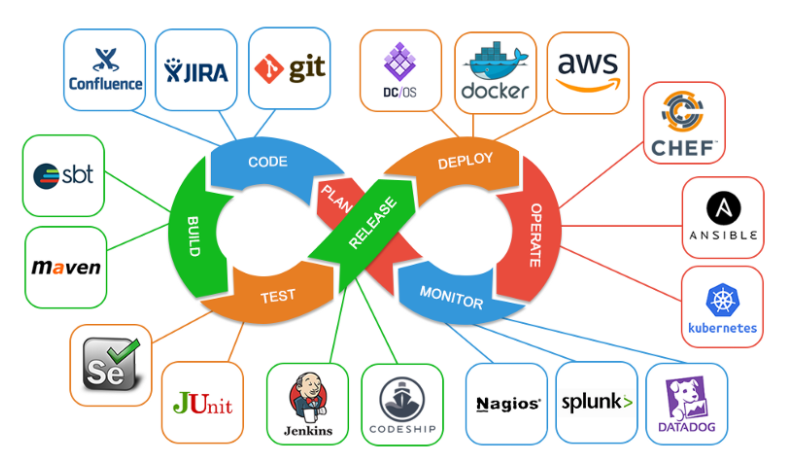 Confluence
JIRA
git
DC/OS
docker
aws
CHEF™
sbt
maven
CODE
BUILD
TEST
PLAN
RELEASE
DEPLOY
OPERATE
MONITOR
ANSIBLE
kubernetes
Se
JUnit
Jenkins
CODESHIP
Nagios®
splunk>
DATADOG